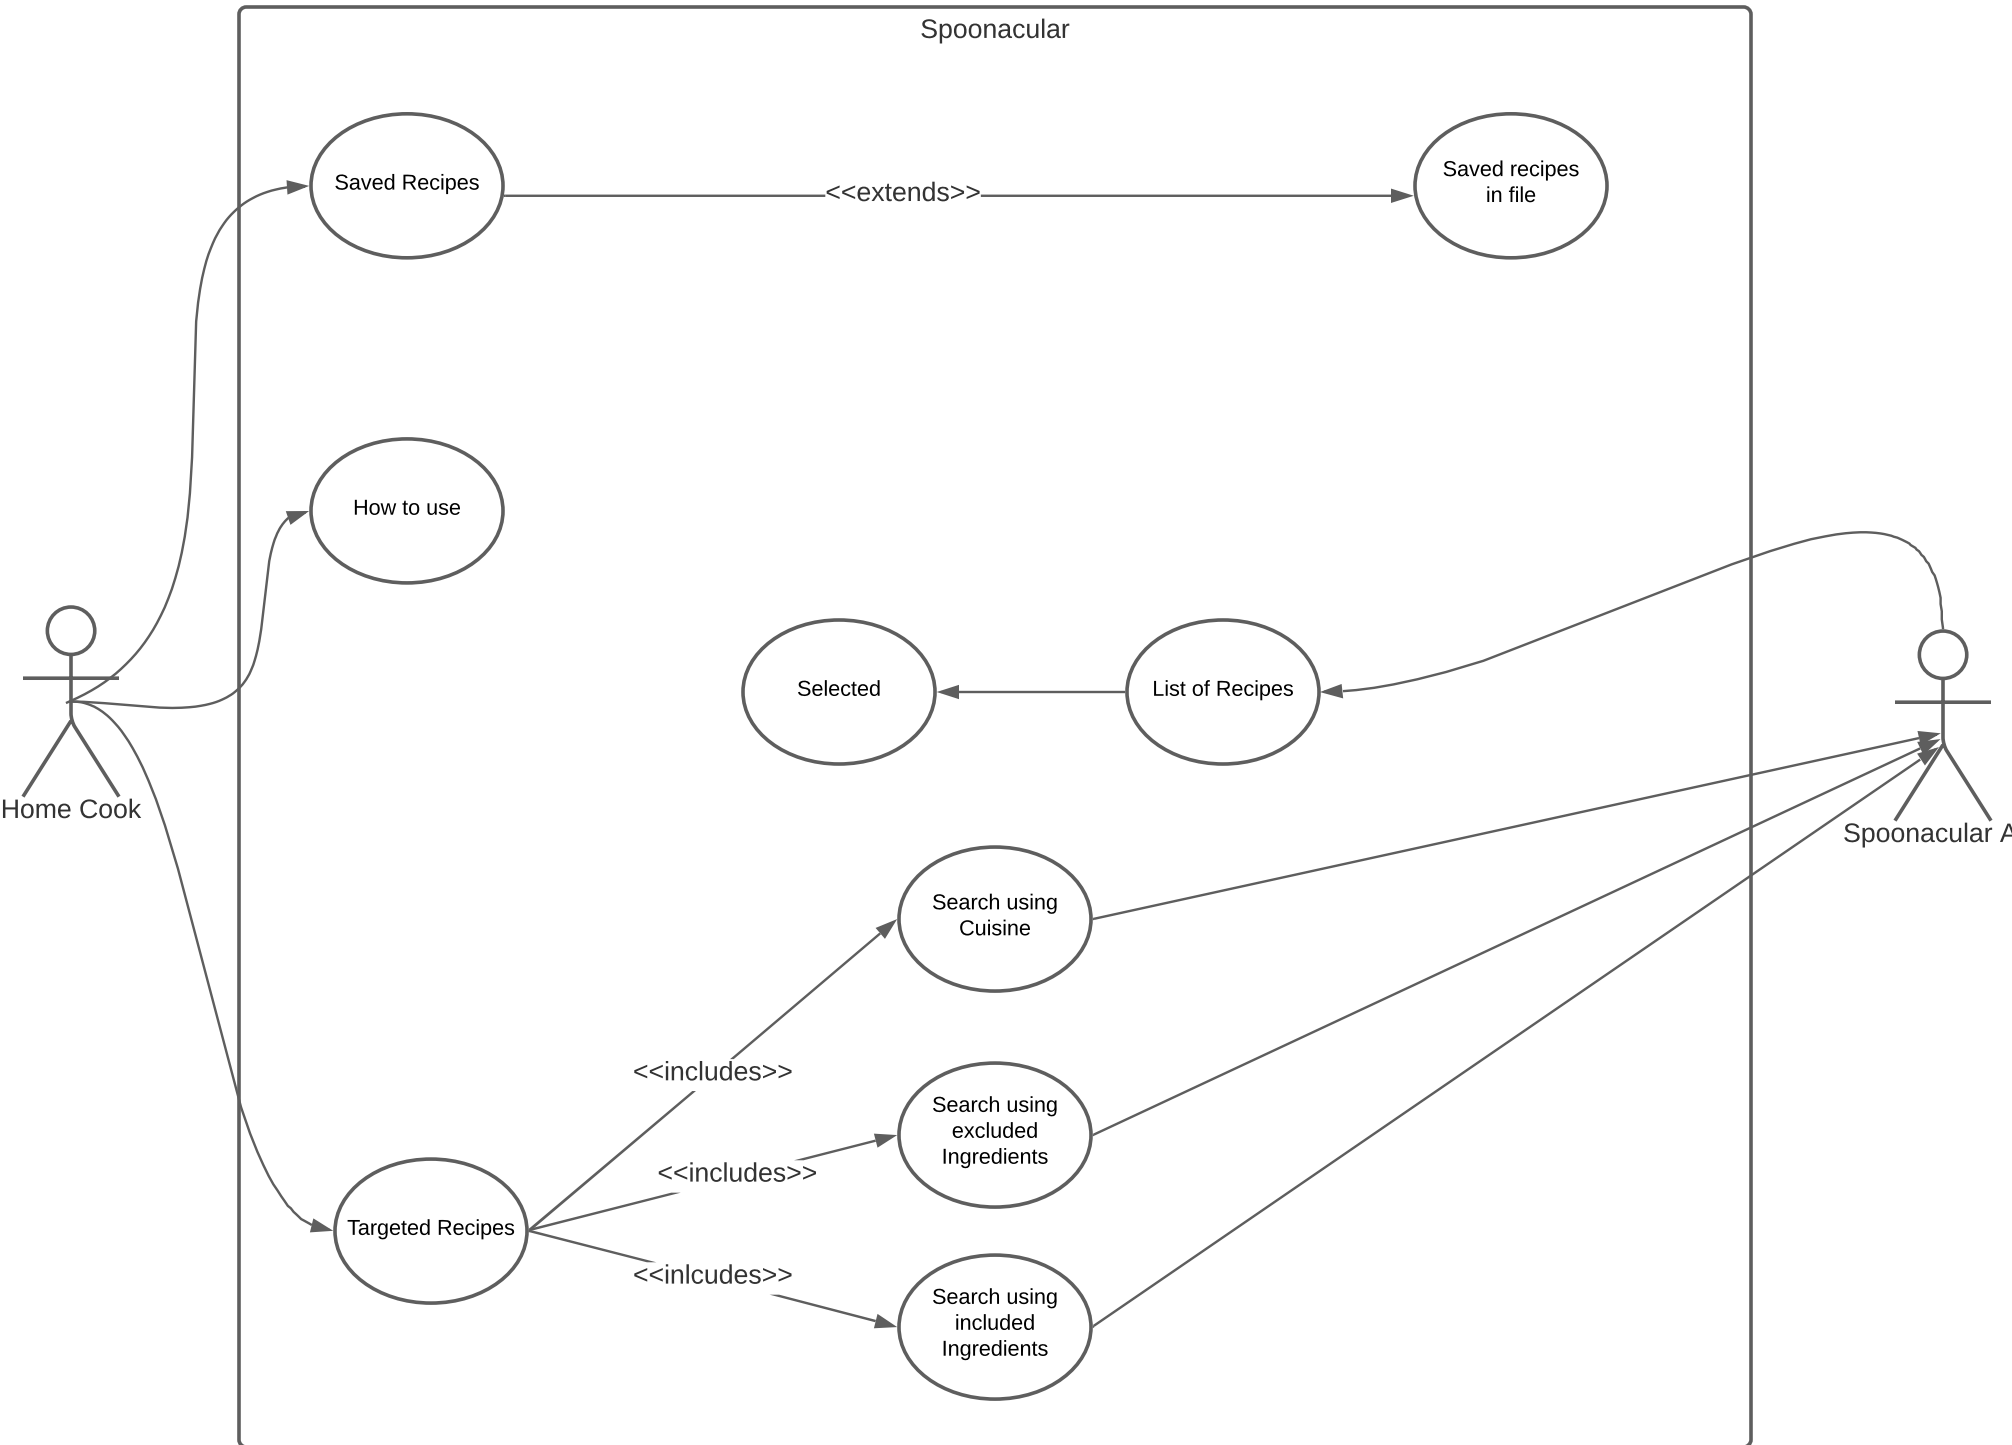 Spoonacular
Saved Recipes
<<extends>>
Saved recipes
in file
How to use
Selected
List of Recipes
Home Cook
Spoonacular A
Search using
Cuisine
<<includes>>
Search using
excluded
Ingredients
<<includes>>
Targeted Recipes
<<inlcudes>>
Search using
included
Ingredients